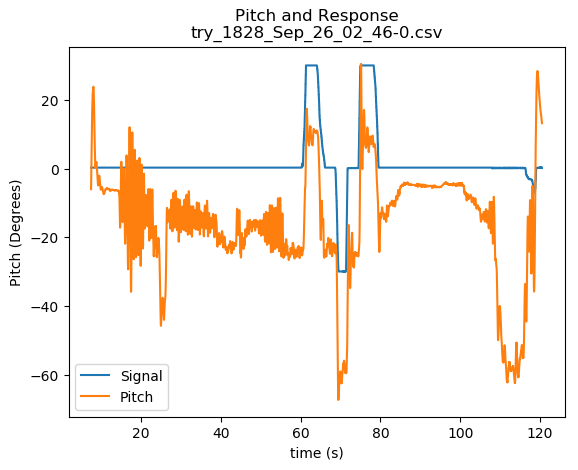 Pitch and Response
try_1828_Sep_26_02_46-0.csv
Pitch (Degrees)
20
0
−20
−40
−60
Signal
Pitch
20
40
60
80
100
120
time (s)